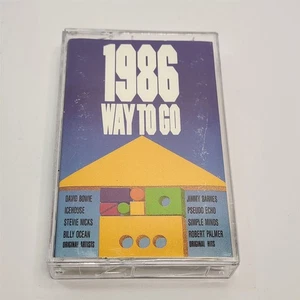 1986
WAY TO GO
DAVID BOWIE
ICEHOUSE
STEVIE NICKS
BILLY OCEAN
ORIGINAL ARTISTS
JIMMY BARNES
PSEUDO ECHO
SIMPLE MINDS
ROBERT PALMER
ORIGINAL HITS